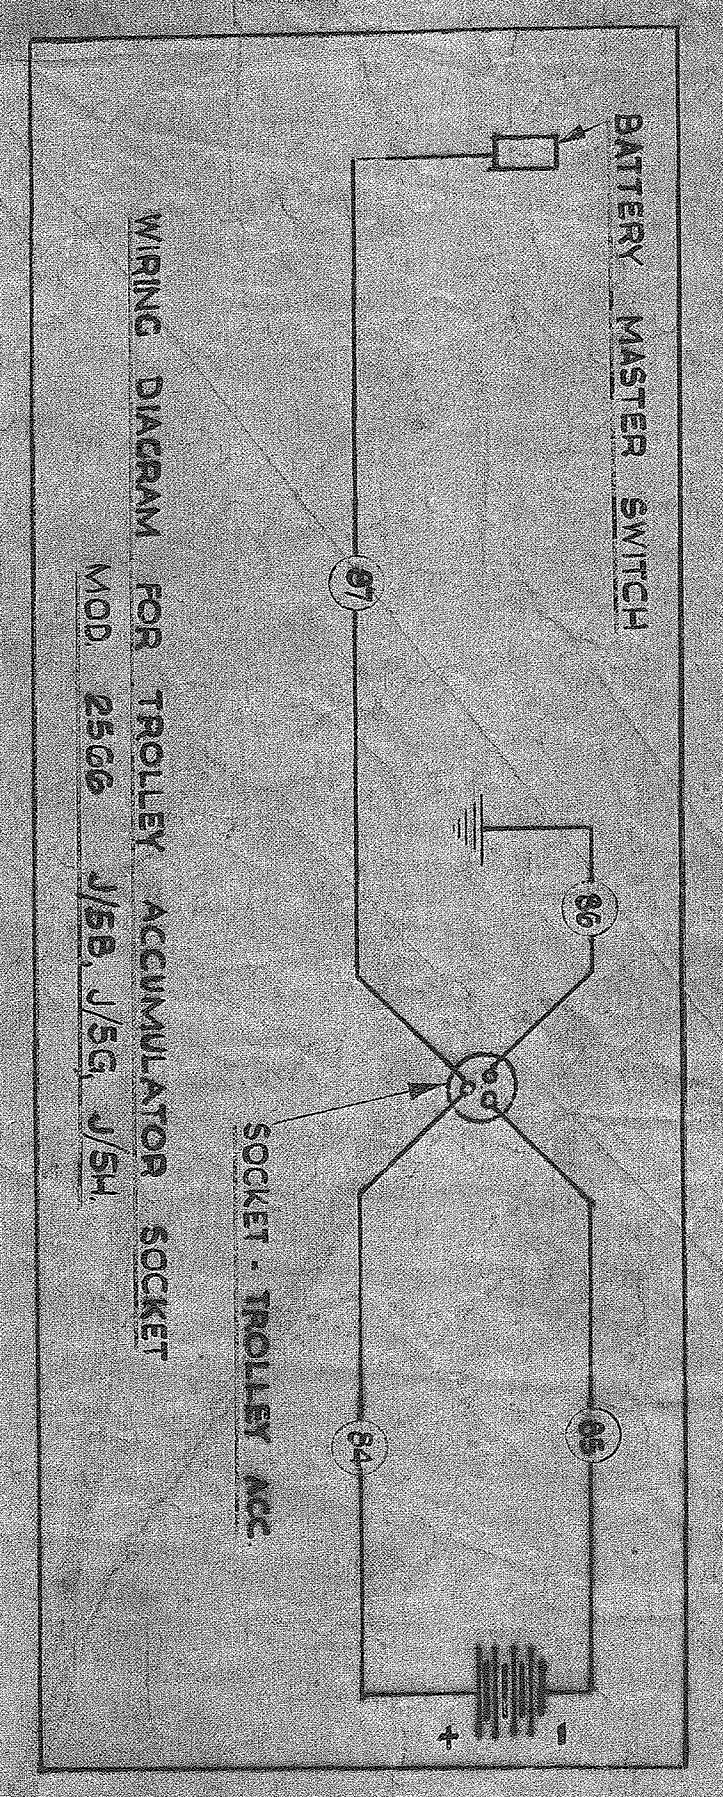 BATTERY MASTER SWITCH
86
85
87
84
- 
+
SOCKET - TROLLEY ACC.
WIRING DIAGRAM FOR TROLLEY ACCUMULATOR SOCKET
MOD. 2566 J/5B, J/5G, J/5H.